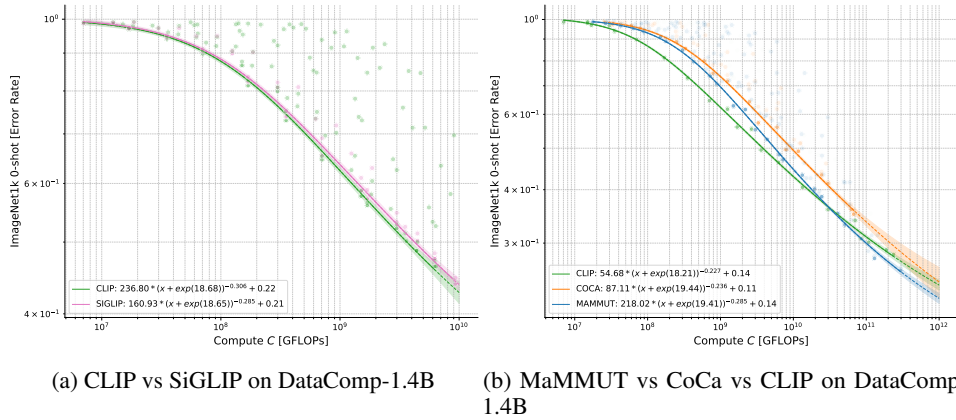 10⁰
6 × 10⁻¹
4 × 10⁻¹
ImageNet1k 0-shot [Error Rate]
CLIP: 236.80 * (x + exp(18.68))⁻⁰·³⁰⁶ + 0.22
SIGLIP: 160.93 * (x + exp(18.65))⁻⁰·²⁸⁵ + 0.21
10⁷ 10⁸ 10⁹ 10¹⁰
Compute C [GFLOPs]
(a) CLIP vs SiGLIP on DataComp-1.4B
10⁰
6 × 10⁻¹
4 × 10⁻¹
3 × 10⁻¹
ImageNet1k 0-shot [Error Rate]
CLIP: 54.68 * (x + exp(18.21))⁻⁰·²²⁷ + 0.14
COCA: 87.11 * (x + exp(19.44))⁻⁰·²³⁶ + 0.11
MAMMUT: 218.02 * (x + exp(19.41))⁻⁰·²⁸⁵ + 0.14
10⁷ 10⁸ 10⁹ 10¹⁰ 10¹¹ 10¹²
Compute C [GFLOPs]
(b) MaMMUT vs CoCa vs CLIP on DataComp
1.4B